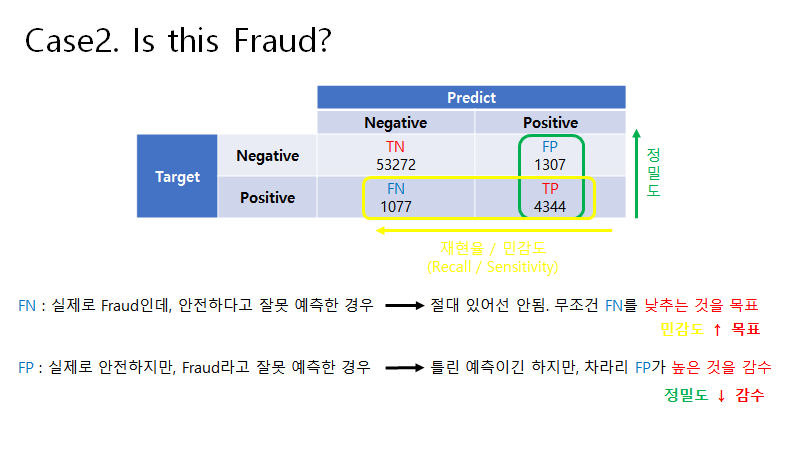 Case2. Is this Fraud?
Predict
Negative Positive
Target
Negative
TN
53272
FP
1307
Positive
FN
1077
TP
4344
정밀도
재현율 / 민감도
(Recall / Sensitivity)
FN : 실제로 Fraud인데, 안전하다고 잘못 예측한 경우 → 절대 있어선 안됨. 무조건 FN를 낮추는 것을 목표
민감도 ↑ 목표
FP : 실제로 안전하지만, Fraud라고 잘못 예측한 경우 → 틀린 예측이긴 하지만, 차라리 FP가 높은 것을 감수
정밀도 ↓ 감수